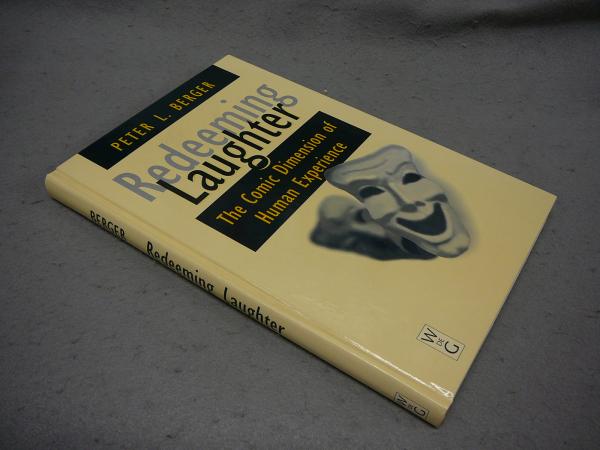 PETER L. BERGER
Redeeming
Laughter
The Comic Dimension of
Human Experience
W
DE
G
BERGER
Redeeming Laughter
W
DE
G